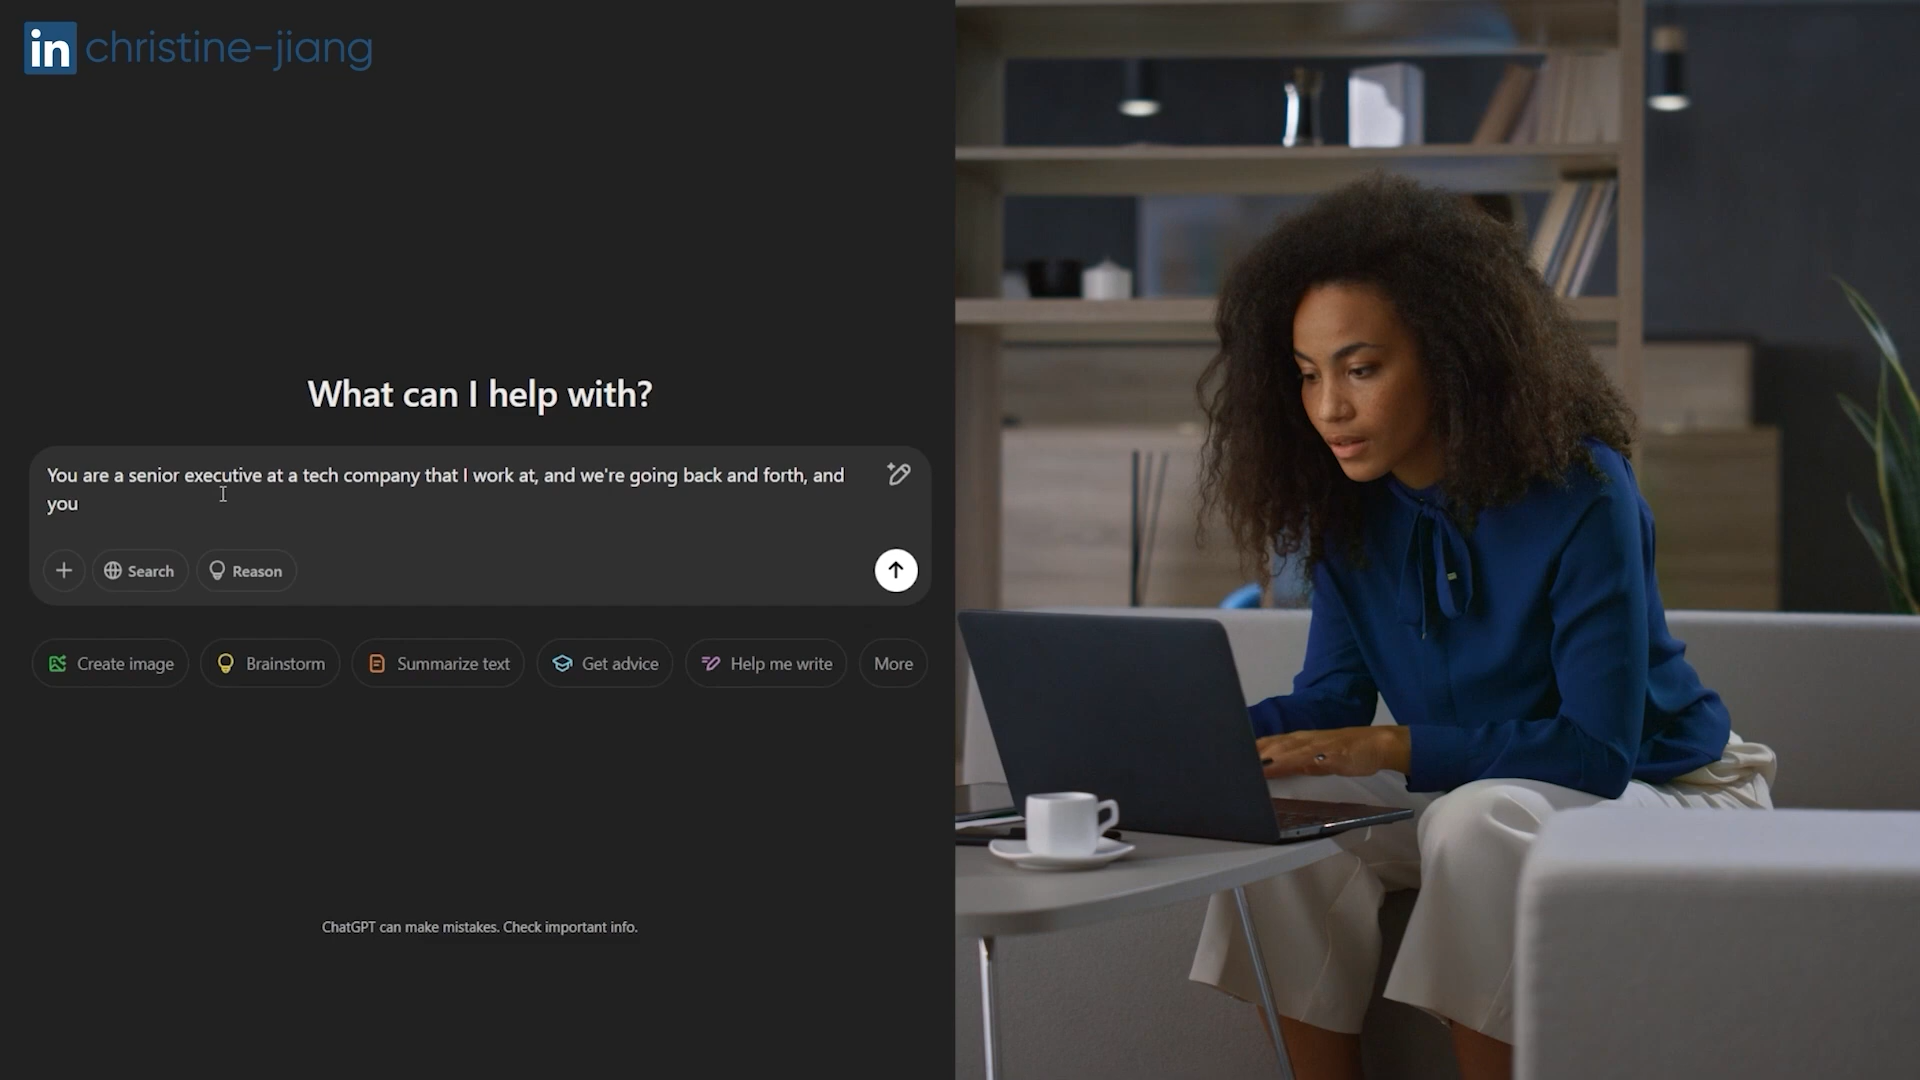 in christine-jiang
What can I help with?
You are a senior executive at a tech company that I work at, and we're going back and forth, and
you
Search
Reason
Create image
Brainstorm
Summarize text
Get advice
Help me write
More
ChatGPT can make mistakes. Check important info.